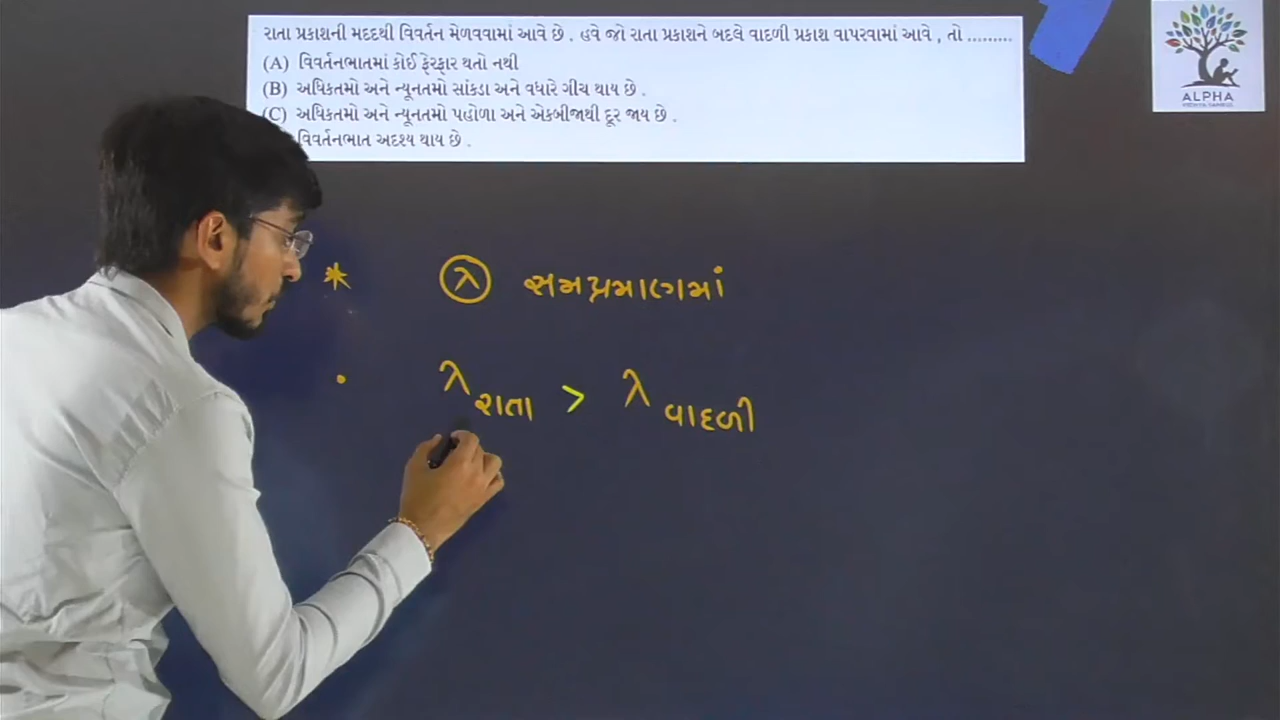 રાતા પ્રકાશની મદદથી વિવર્તન મેળવવામાં આવે છે . હવે જો રાતા પ્રકાશને બદલે વાદળી પ્રકાશ વાપરવામાં આવે , તો .........
(A) વિવર્તનભાતમાં કોઈ ફેરફાર થતો નથી
(B) અધિકતમો અને ન્યૂનતમો સાંકડા અને વધારે ગીચ થાય છે .
(C) અધિકતમો અને ન્યૂનતમો પહોળા અને એકબીજાથી દૂર જાય છે .
વિવર્તનભાત અદશ્ય થાય છે .
ALPHA
* λ સમપ્રમાણમાં
· λ રાતા > λ વાદળી